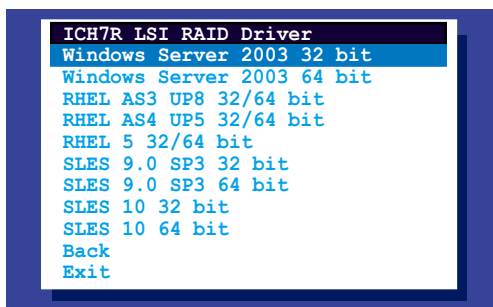 ICH7R LSI RAID Driver
Windows Server 2003 32 bit
Windows Server 2003 64 bit
RHEL AS3 UP8 32/64 bit
RHEL AS4 UP5 32/64 bit
RHEL 5 32/64 bit
SLES 9.0 SP3 32 bit
SLES 9.0 SP3 64 bit
SLES 10 32 bit
SLES 10 64 bit
Back
Exit